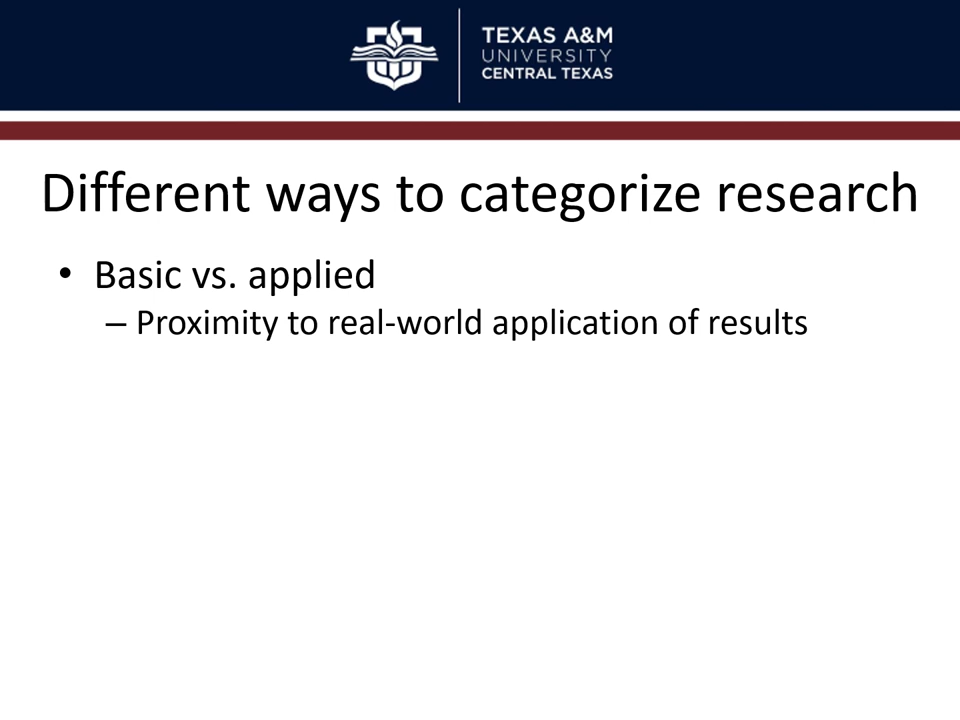 TEXAS A&M
UNIVERSITY
CENTRAL TEXAS
Different ways to categorize research
• Basic vs. applied
– Proximity to real-world application of results